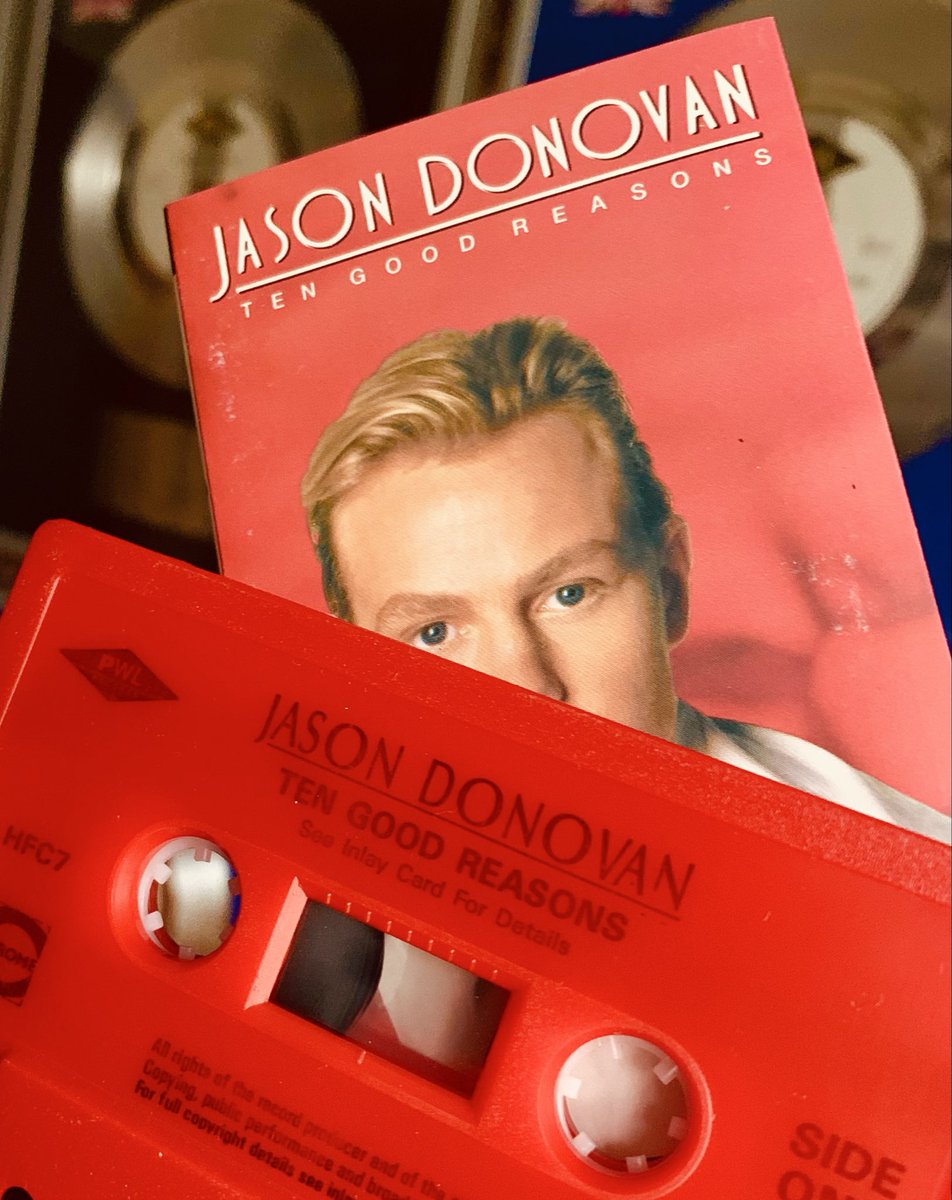 JASON DONOVAN
TEN GOOD REASONS
PWL
JASON DONOVAN
TEN GOOD REASONS
See Inlay Card For Details
HFC7
All rights of the record producer and of the
Copying, public performance and broad
For full copyright details see inl
SIDE